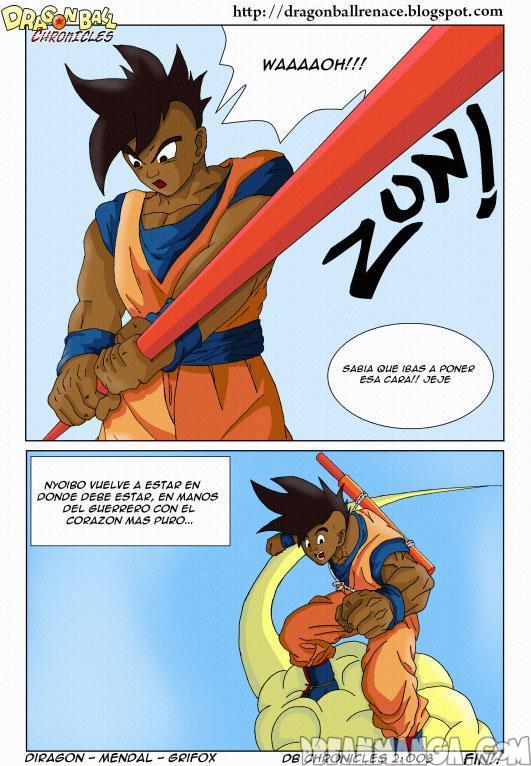 DRAGON BALL
CHRONICLES
http://dragonballrenace.blogspot.com
WAAAAOH!!!
ZON!
SABIA QUE IBAS A PONER
ESA CARA!! JEJE
NYOIBO VUELVE A ESTAR EN
DONDE DEBE ESTAR, EN MANOS
DEL GUERRERO CON EL
CORAZON MAS PURO...
DIRAGON - MENDAL - GRIFOX
DB CHRONICLES 2:003
FIN/.